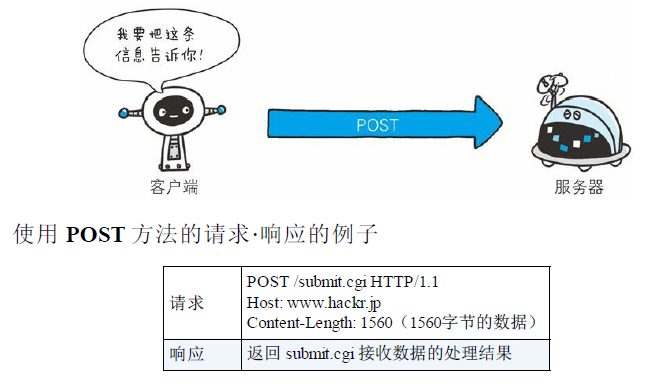 我要把这条
信息告诉你！
POST
客户端
服务器
使用 POST 方法的请求·响应的例子
请求
POST /submit.cgi HTTP/1.1
Host: www.hackr.jp
Content-Length: 1560（1560字节的数据）
响应
返回 submit.cgi 接收数据的处理结果